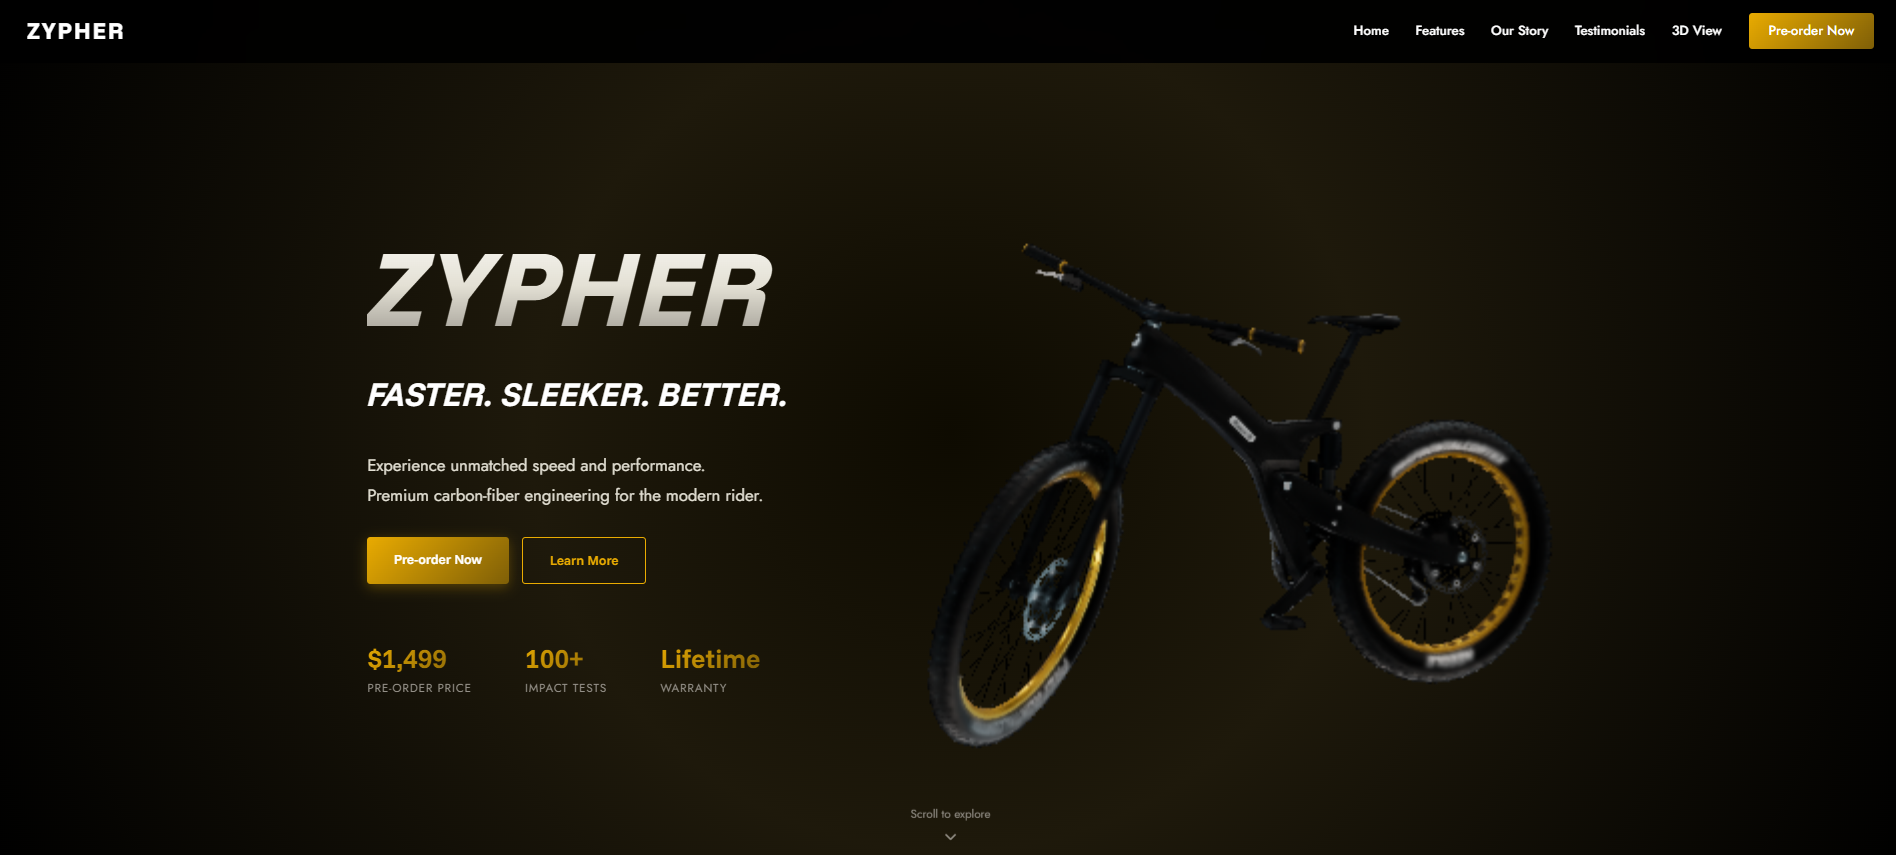 ZYPHER
Home Features Our Story Testimonials 3D View Pre-order Now
ZYPHER
FASTER. SLEEKER. BETTER.
Experience unmatched speed and performance.
Premium carbon-fiber engineering for the modern rider.
Pre-order Now Learn More
$1,499 100+ Lifetime
PRE-ORDER PRICE IMPACT TESTS WARRANTY
Scroll to explore